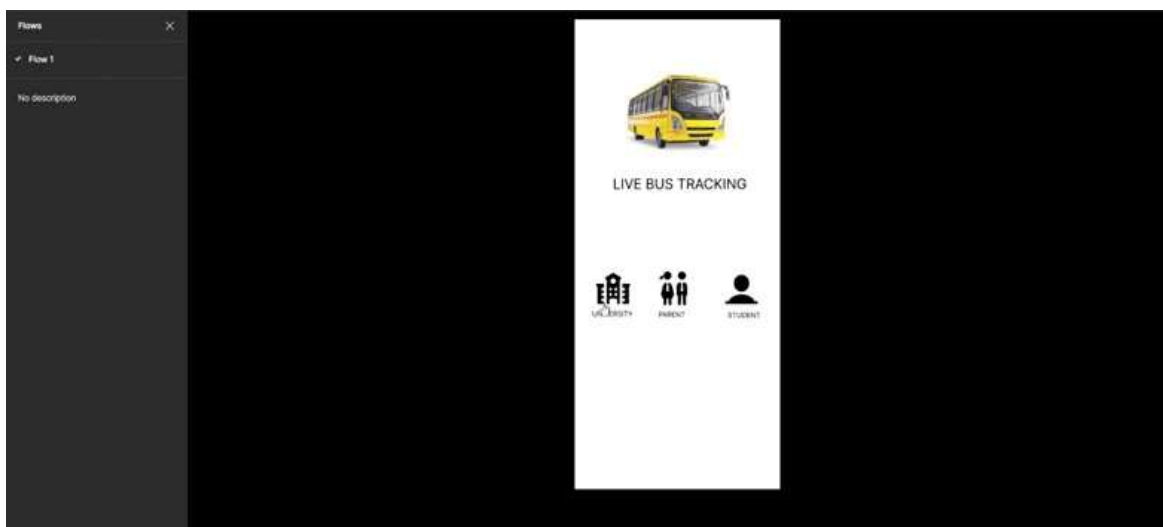 Flows
Flow 1
No description
LIVE BUS TRACKING
PARENT
STUDENT